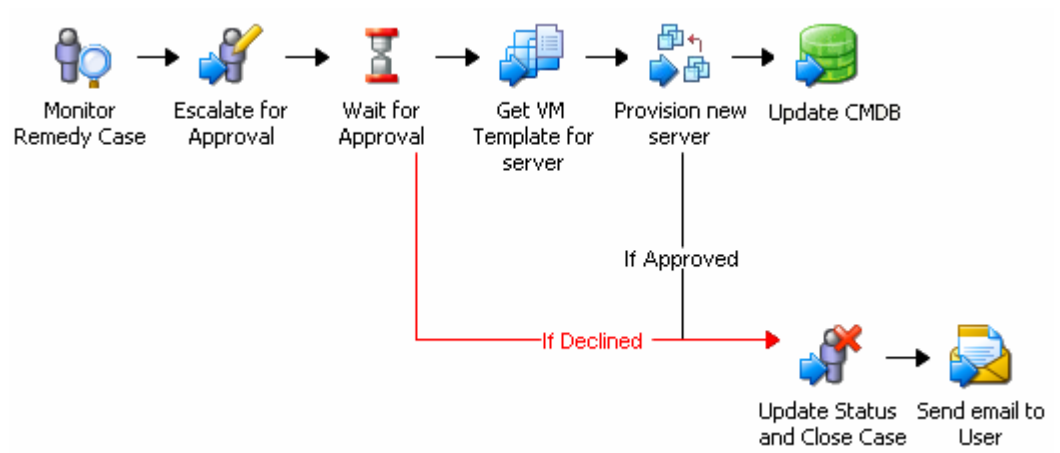 Monitor
Remedy Case
Escalate for
Approval
Wait for
Approval
Get VM
Template for
server
Provision new
server
Update CMDB
If Approved
If Declined
Update Status
and Close Case
Send email to
User